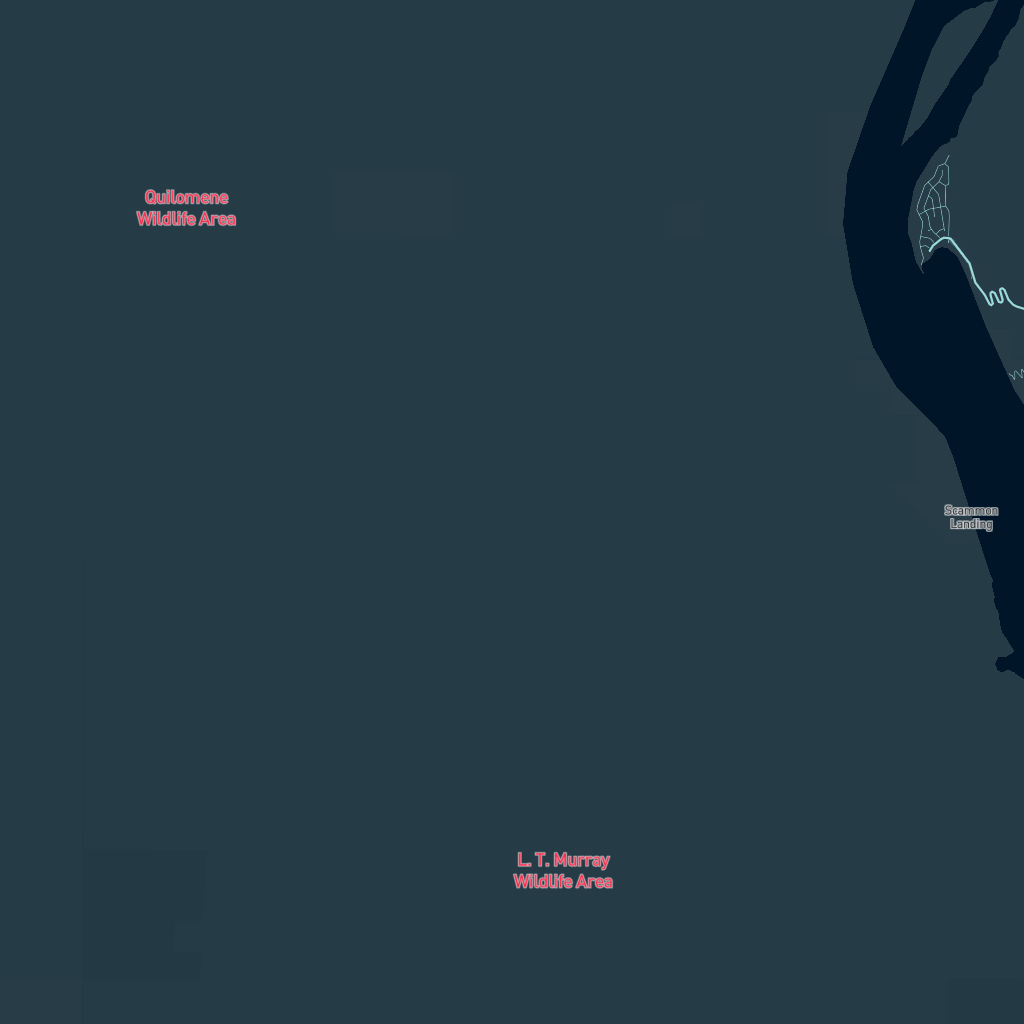 Quilomene
Wildlife Area
Scammon
Landing
L. T. Murray
Wildlife Area